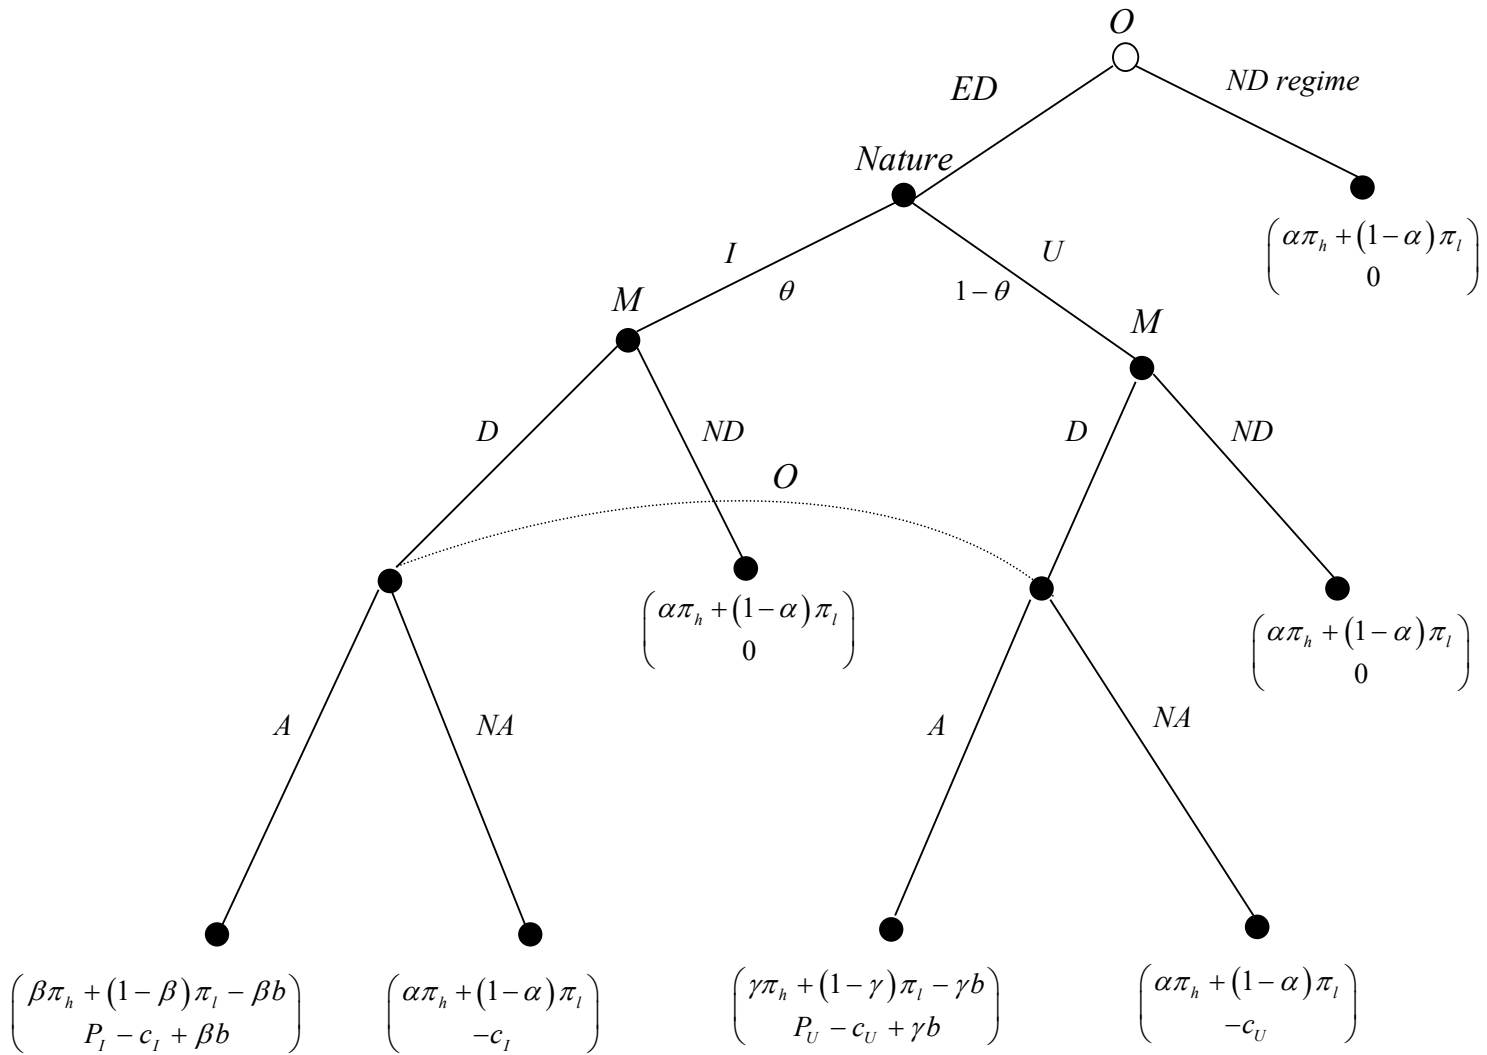 O
ED
ND regime
Nature
(απ_h + (1−α)π_l
0)
I
U
θ
1−θ
M
M
D
ND
D
ND
O
(απ_h + (1−α)π_l
0)
(απ_h + (1−α)π_l
0)
A
NA
A
NA
(βπ_h + (1−β)π_l − βb
P_I − c_I + βb)
(απ_h + (1−α)π_l
−c_I)
(γπ_h + (1−γ)π_l − γb
P_U − c_U + γb)
(απ_h + (1−α)π_l
−c_U)